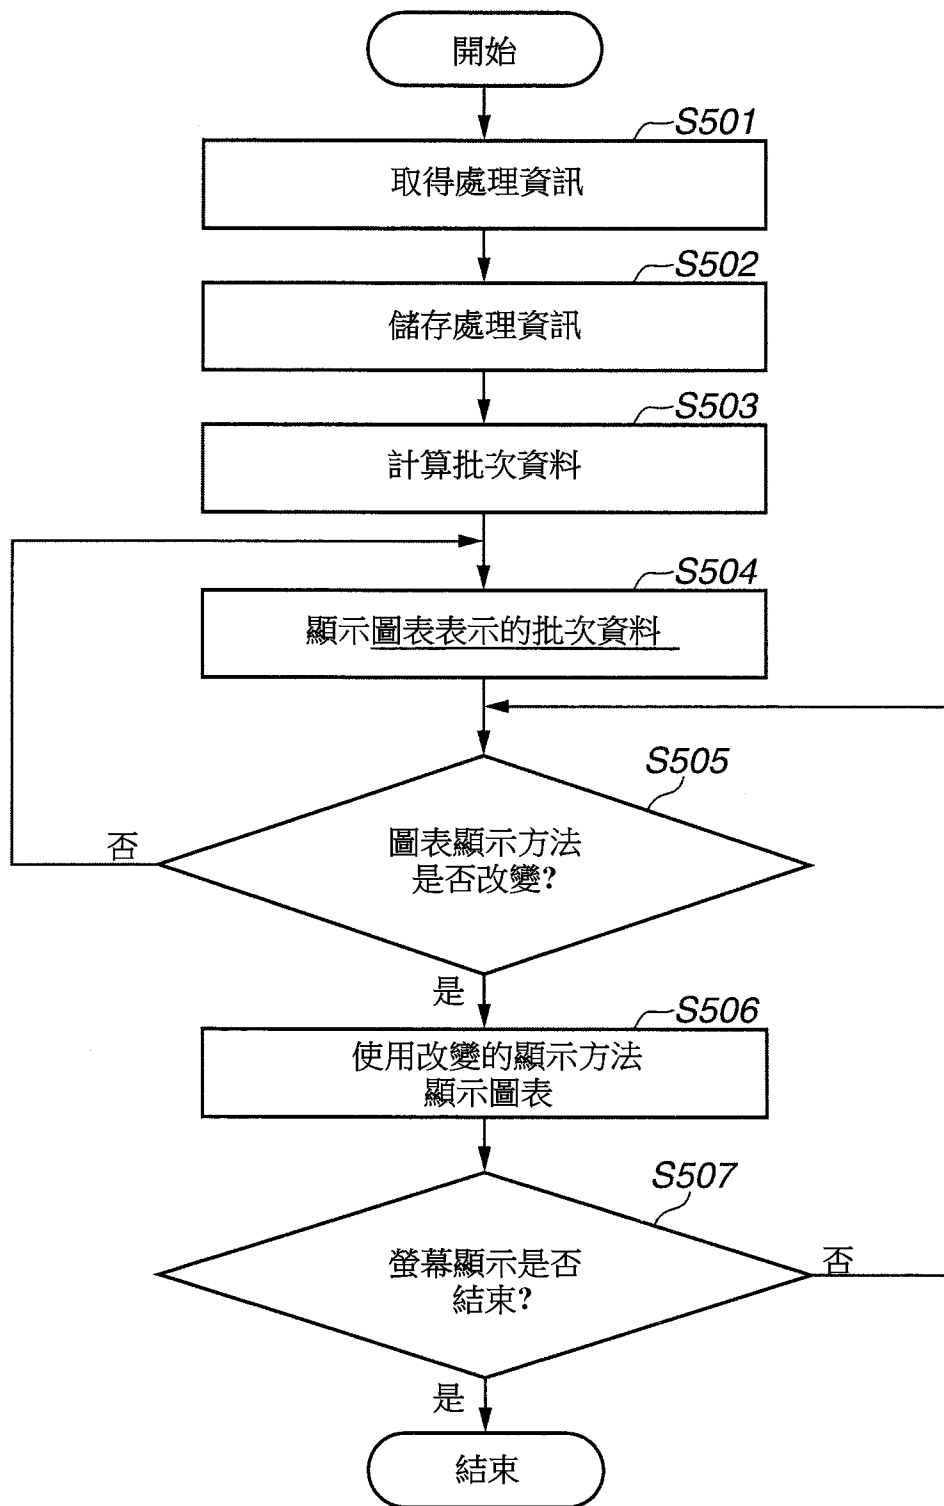 開始
S501
取得處理資訊
S502
儲存處理資訊
S503
計算批次資料
S504
顯示圖表表示的批次資料
S505
圖表顯示方法
是否改變?
否
是
S506
使用改變的顯示方法
顯示圖表
S507
螢幕顯示是否
結束?
否
是
結束